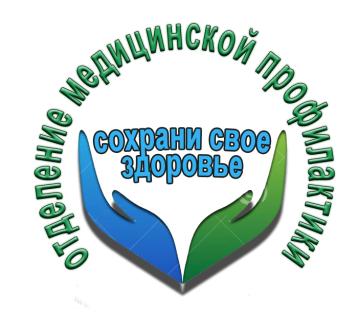 отделение медицинской профилактики
сохрани свое
здоровье